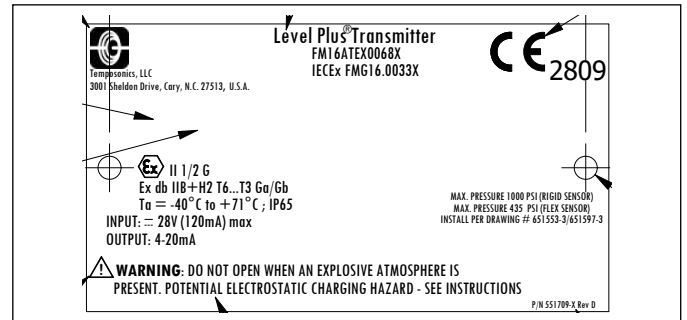 Level Plus® Transmitter
FM16ATEX0068X
IECEx FMG16.0033X
CE 2809
Temposonics, LLC
3001 Sheldon Drive, Cary, N.C. 27513, U.S.A.
Ex II 1/2 G
Ex db IIB+H2 T6...T3 Ga/Gb
Ta = -40°C to +71°C ; IP65
INPUT: ⎓ 28V (120mA) max
OUTPUT: 4-20mA
MAX. PRESSURE 1000 PSI (RIGID SENSOR)
MAX. PRESSURE 435 PSI (FLEX SENSOR)
INSTALL PER DRAWING # 651553-3/651597-3
WARNING: DO NOT OPEN WHEN AN EXPLOSIVE ATMOSPHERE IS
PRESENT. POTENTIAL ELECTROSTATIC CHARGING HAZARD - SEE INSTRUCTIONS
P/N 551709-X Rev D